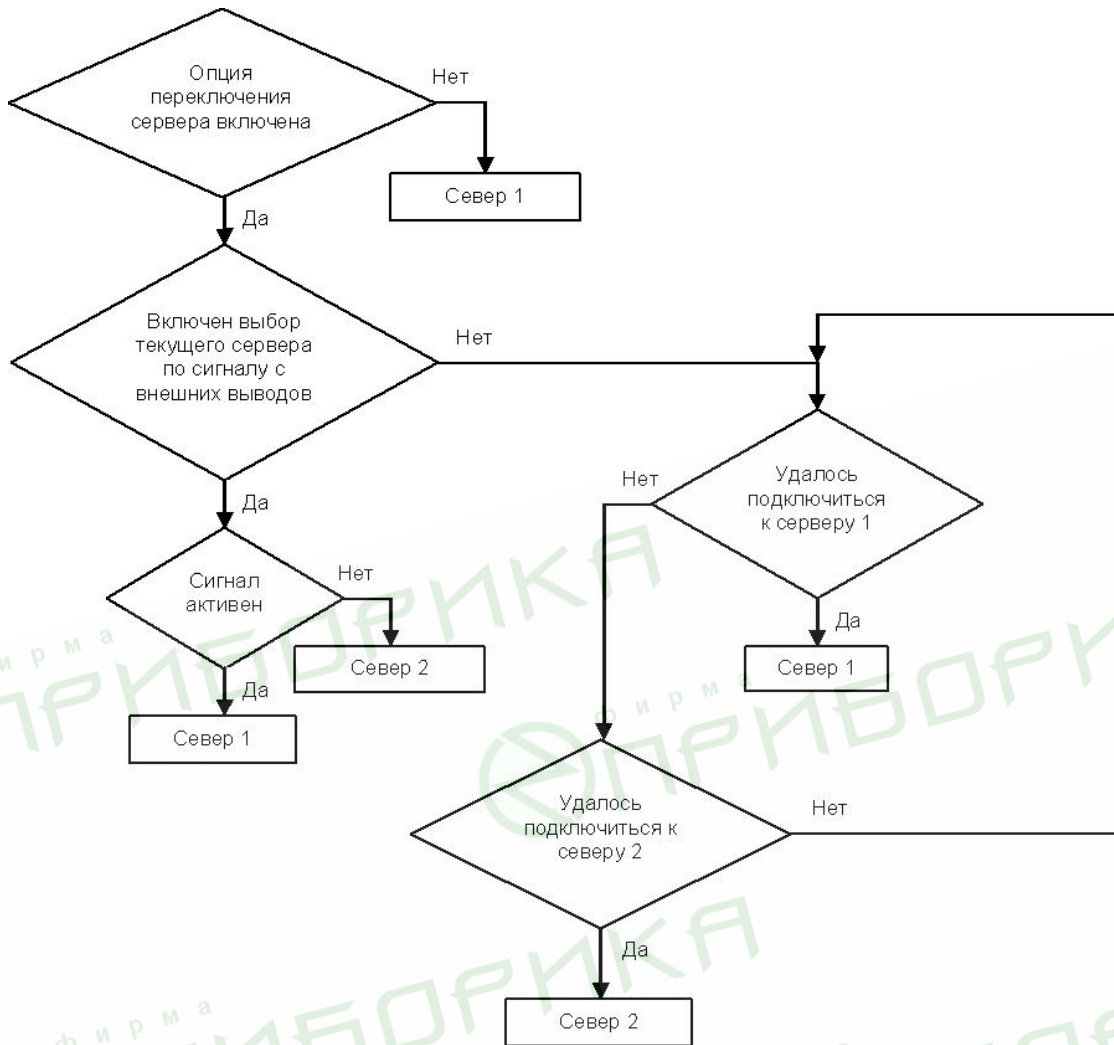 Опция
переключения
сервера включена
Нет
Север 1
Да
Включен выбор
текущего сервера
по сигналу с
внешних выводов
Нет
Да
Удалось
подключиться
к серверу 1
Нет
Да
Север 1
Сигнал
активен
Нет
Север 2
Да
Север 1
Удалось
подключиться к
северу 2
Нет
Да
Север 2
фирма
ПРИБОРИКА
фирма